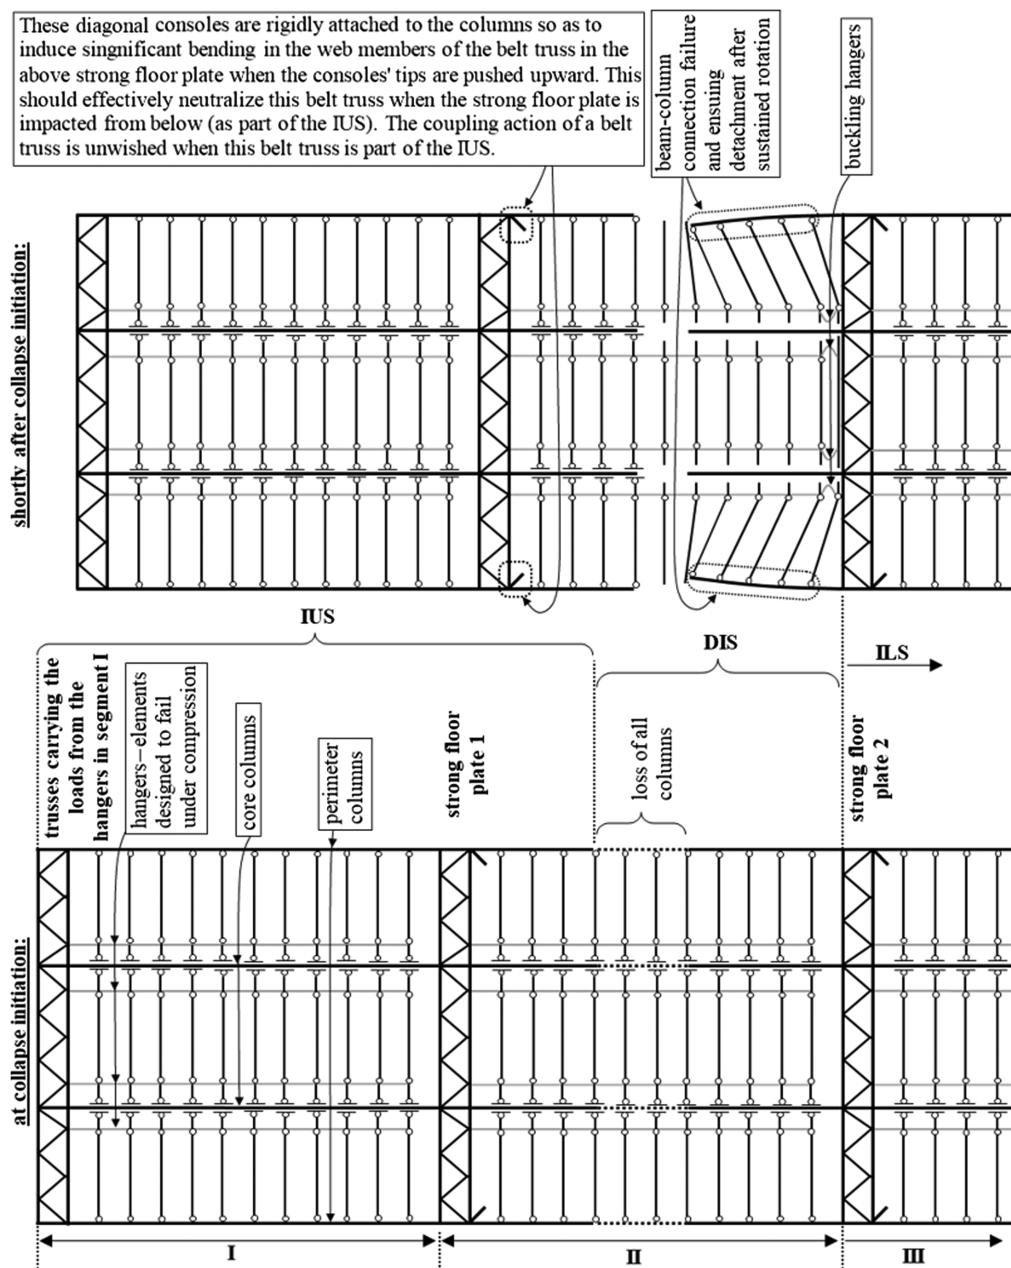 These diagonal consoles are rigidly attached to the columns so as to
induce singnificant bending in the web members of the belt truss in the
above strong floor plate when the consoles' tips are pushed upward. This
should effectively neutralize this belt truss when the strong floor plate is
impacted from below (as part of the IUS). The coupling action of a belt
truss is unwished when this belt truss is part of the IUS.
beam-column
connection failure
and ensuing
detachment after
sustained rotation
buckling hangers
shortly after collapse initiation:
IUS
DIS
ILS
trusses carrying the
loads from the
hangers in segment I
hangers–elements
designed to fail
under compression
core columns
perimeter
columns
strong floor
plate 1
loss of all
columns
strong floor
plate 2
at collapse initiation:
I
II
III